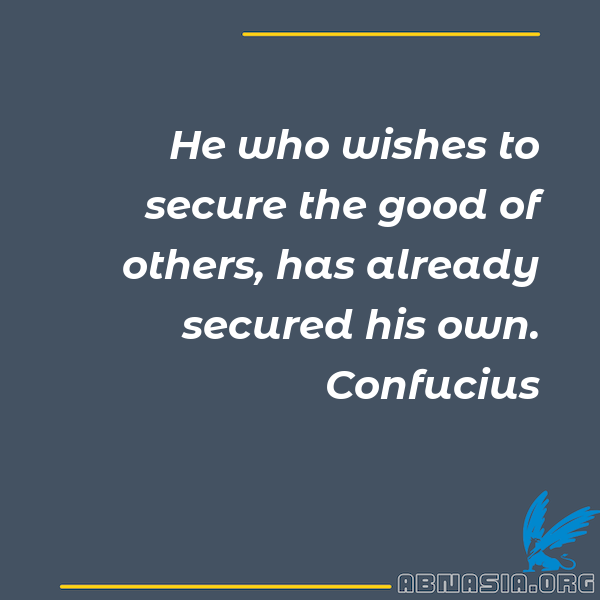 He who wishes to
secure the good of
others, has already
secured his own.
Confucius
ABNASIA.ORG